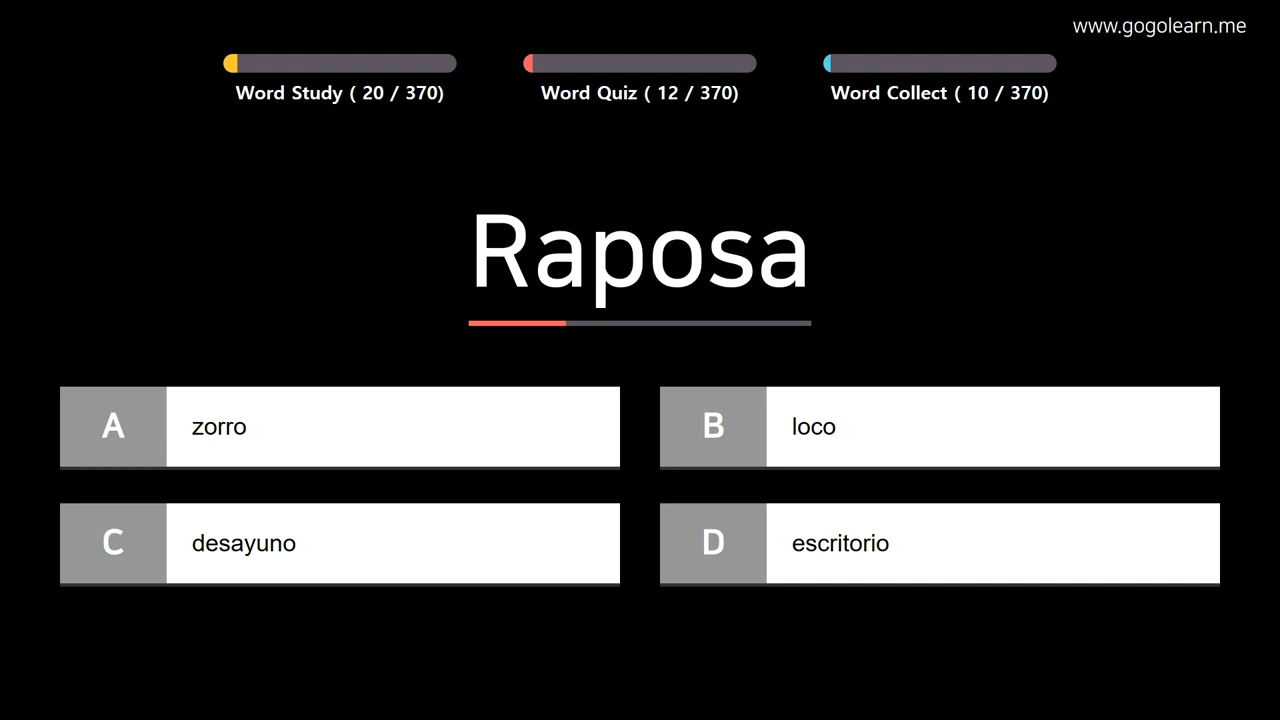 www.gogolearn.me
Word Study ( 20 / 370)
Word Quiz ( 12 / 370)
Word Collect ( 10 / 370)
Raposa
A zorro
B loco
C desayuno
D escritorio